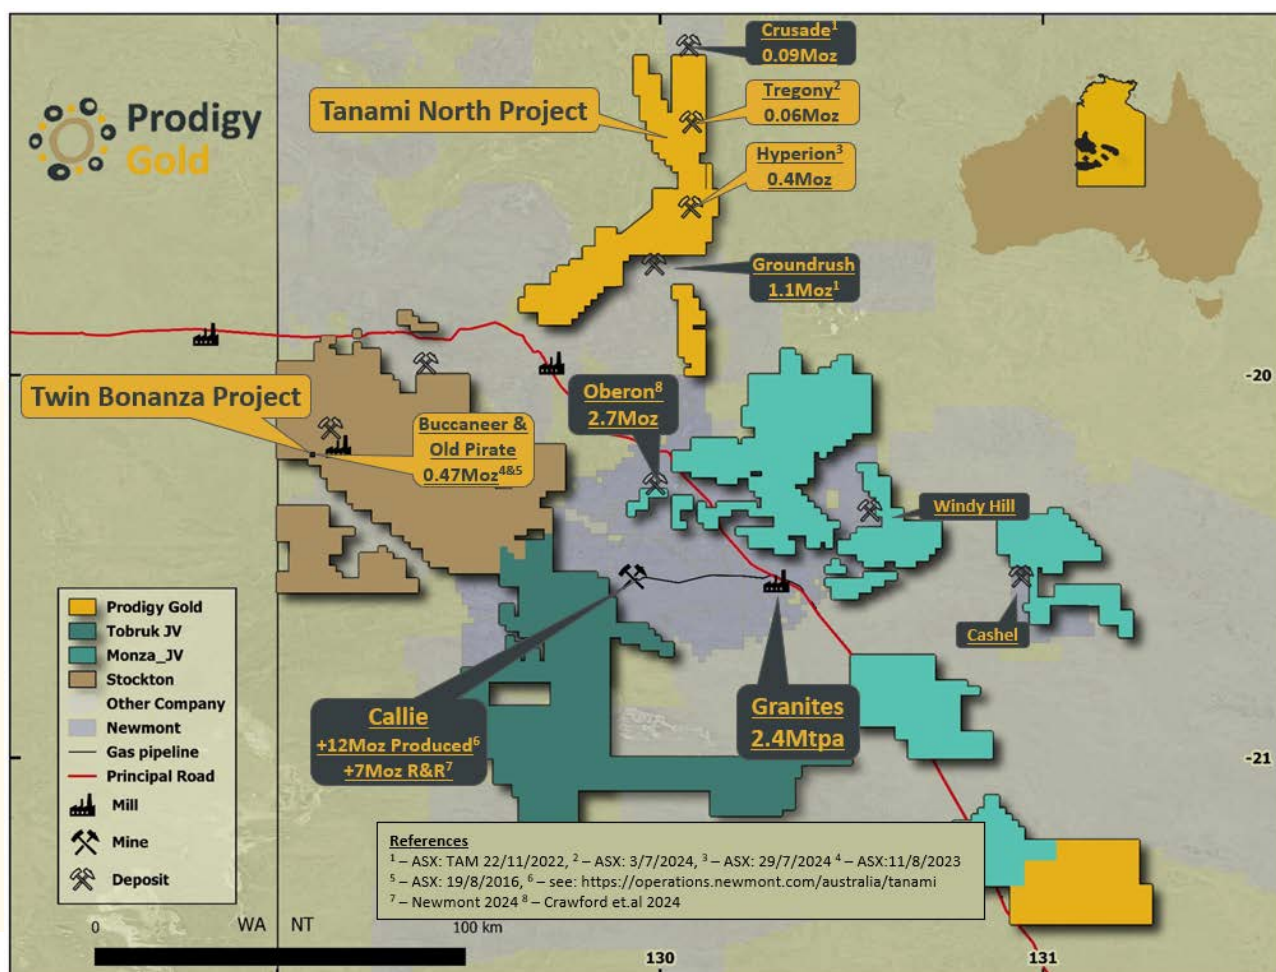 Prodigy
Gold
Tanami North Project
Crusade¹
0.09Moz
Tregony²
0.06Moz
Hyperion³
0.4Moz
Groundrush
1.1Moz¹
-20
Twin Bonanza Project
Buccaneer &
Old Pirate
0.47Moz⁴&⁵
Oberon⁸
2.7Moz
Windy Hill
Cashel
Callie
+12Moz Produced⁶
+7Moz R&R⁷
Granites
2.4Mtpa
-21
Prodigy Gold
Tobruk JV
Monza_JV
Stockton
Other Company
Newmont
Gas pipeline
Principal Road
Mill
Mine
Deposit
References
¹ – ASX: TAM 22/11/2022, ² – ASX: 3/7/2024, ³ – ASX: 29/7/2024 ⁴ – ASX:11/8/2023
⁵ – ASX: 19/8/2016, ⁶ – see: https://operations.newmont.com/australia/tanami
⁷ – Newmont 2024 ⁸ – Crawford et.al 2024
WA NT
0 100 km
130 131